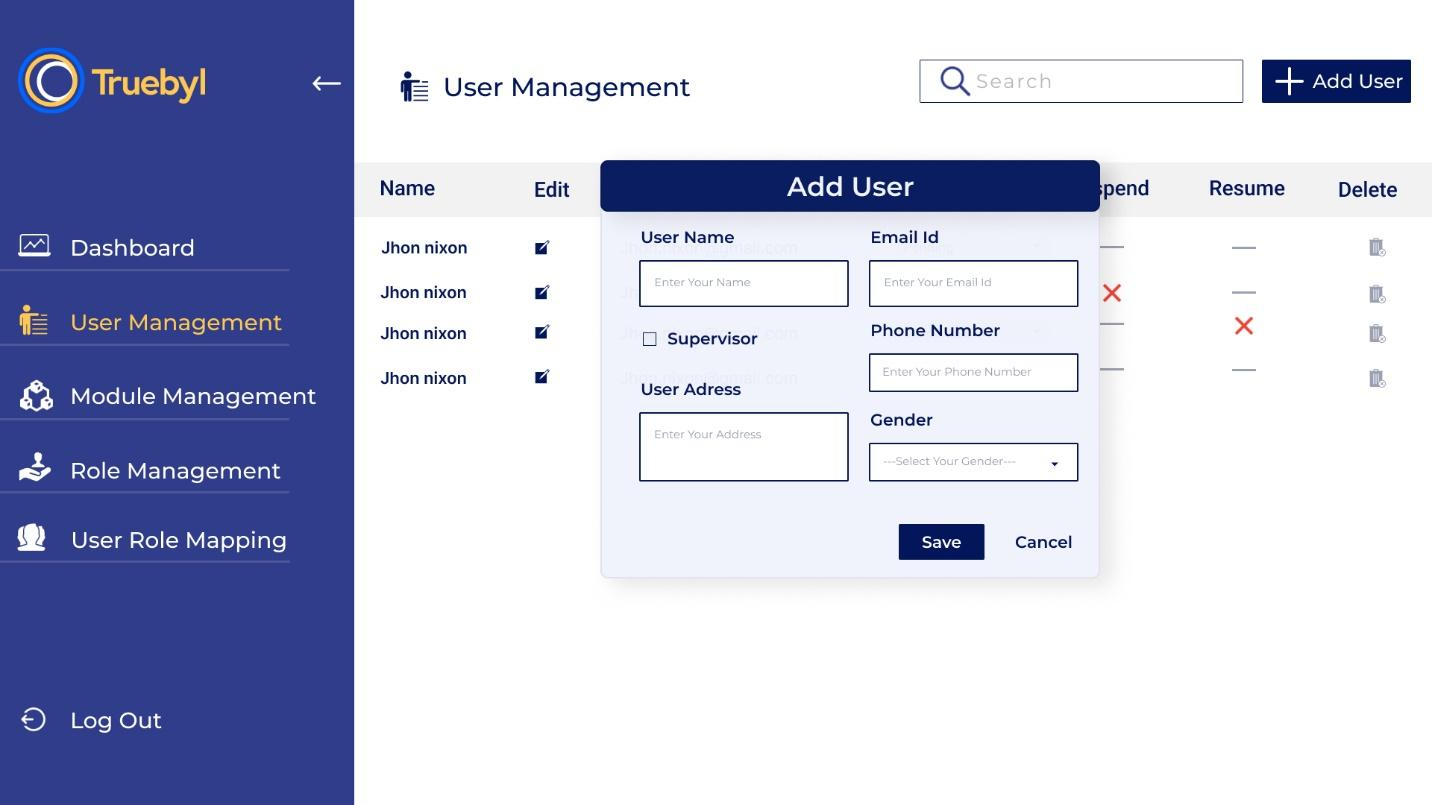 Truebyl
User Management
Search
Add User
Name
Edit
Add User
spend
Resume
Delete
Dashboard
User Management
Module Management
Role Management
User Role Mapping
Log Out
Jhon nixon
Jhon nixon
Jhon nixon
Jhon nixon
User Name
Email Id
Enter Your Name
Enter Your Email Id
Supervisor
Phone Number
Enter Your Phone Number
User Adress
Enter Your Address
Gender
---Select Your Gender---
Save
Cancel